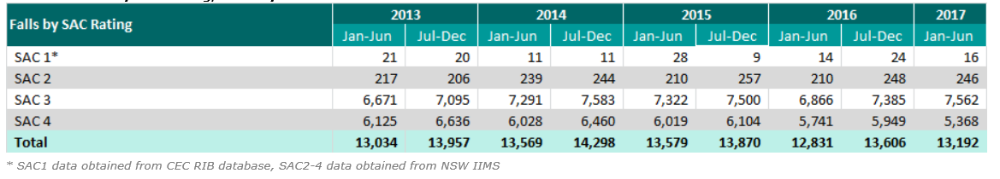 2013 2014 2015 2016 2017
Falls by SAC Rating
Jan-Jun Jul-Dec Jan-Jun Jul-Dec Jan-Jun Jul-Dec Jan-Jun Jul-Dec Jan-Jun
SAC 1* 21 20 11 11 28 9 14 24 16
SAC 2 217 206 239 244 210 257 210 248 246
SAC 3 6,671 7,095 7,291 7,583 7,322 7,500 6,866 7,385 7,562
SAC 4 6,125 6,636 6,028 6,460 6,019 6,104 5,741 5,949 5,368
Total 13,034 13,957 13,569 14,298 13,579 13,870 12,831 13,606 13,192
* SAC1 data obtained from CEC RIB database, SAC2-4 data obtained from NSW IIMS